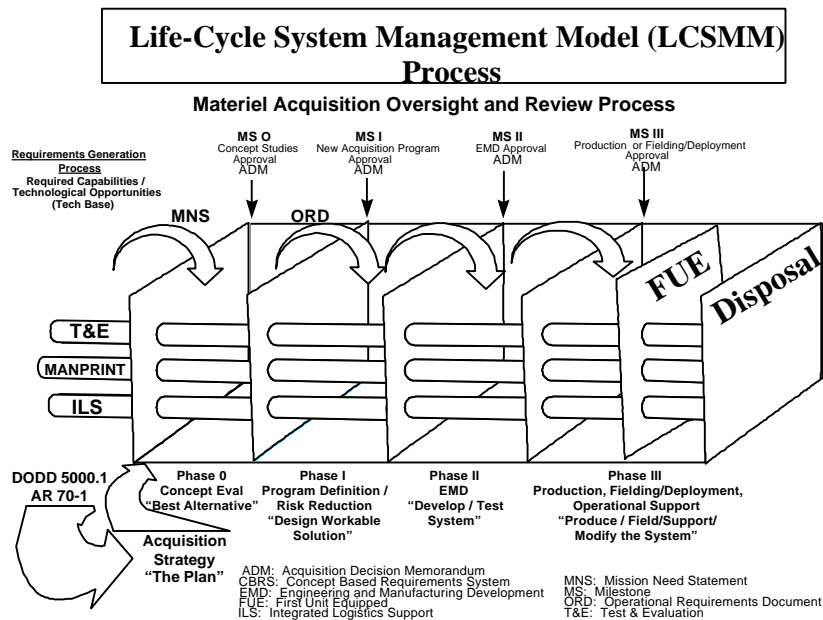 Life-Cycle System Management Model (LCSMM)
Process
Materiel Acquisition Oversight and Review Process
Requirements Generation
Process
Required Capabilities /
Technological Opportunities
(Tech Base)
MS O
Concept Studies
Approval
ADM
MS I
New Acquisition Program
Approval
ADM
MS II
EMD Approval
ADM
MS III
Production or Fielding/Deployment
Approval
ADM
MNS
ORD
FUE
Disposal
T&E
MANPRINT
ILS
DODD 5000.1
AR 70-1
Acquisition
Strategy
“The Plan”
Phase 0
Concept Eval
“Best Alternative”
Phase I
Program Definition /
Risk Reduction
“Design Workable
Solution”
Phase II
EMD
“Develop / Test
System”
Phase III
Production, Fielding/Deployment,
Operational Support
“Produce / Field/Support/
Modify the System”
ADM: Acquisition Decision Memorandum
CBRS: Concept Based Requirements System
EMD: Engineering and Manufacturing Development
FUE: First Unit Equipped
ILS: Integrated Logistics Support
MNS: Mission Need Statement
MS: Milestone
ORD: Operational Requirements Document
T&E: Test & Evaluation